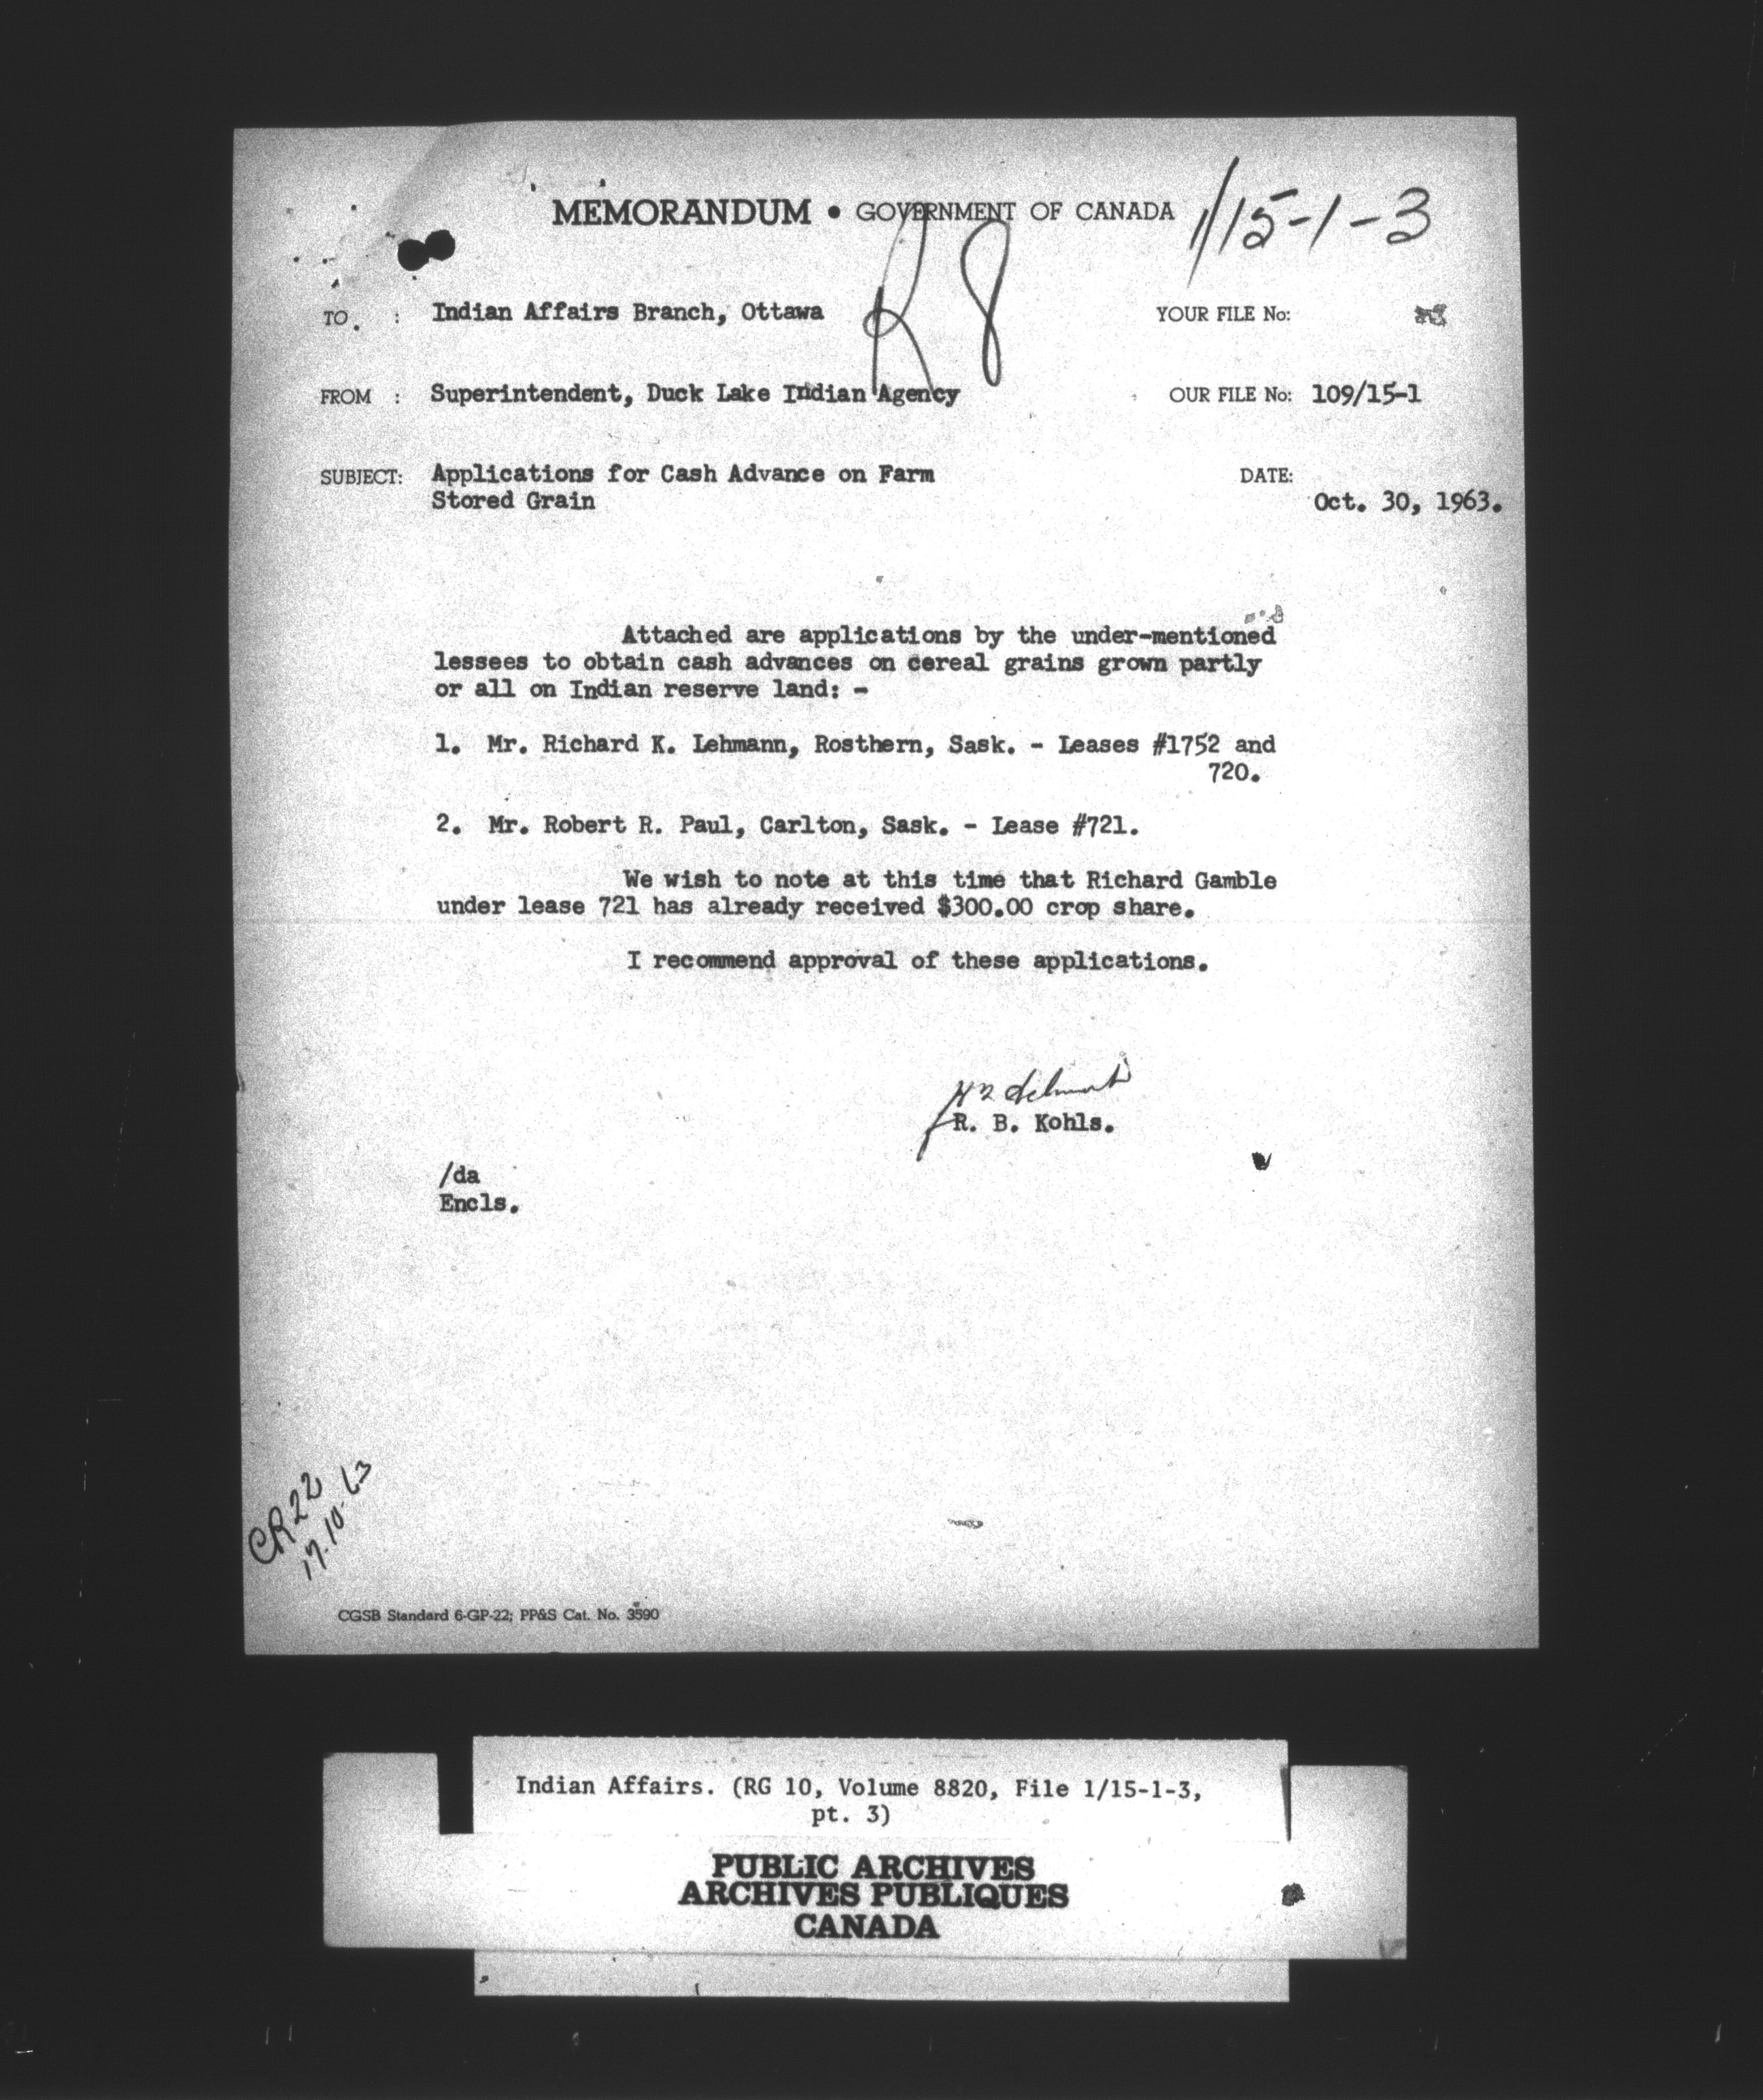 MEMORANDUM • GOVERNMENT OF CANADA
1/15-1-3
R8
TO : Indian Affairs Branch, Ottawa
YOUR FILE No:
FROM : Superintendent, Duck Lake Indian Agency
OUR FILE No: 109/15-1
SUBJECT: Applications for Cash Advance on Farm
Stored Grain
DATE:
Oct. 30, 1963.
Attached are applications by the under-mentioned
lessees to obtain cash advances on cereal grains grown partly
or all on Indian reserve land: -
1. Mr. Richard K. Lehmann, Rosthern, Sask. - Leases #1752 and
720.
2. Mr. Robert R. Paul, Carlton, Sask. - Lease #721.
We wish to note at this time that Richard Gamble
under lease 721 has already received $300.00 crop share.
I recommend approval of these applications.
R. B. Kohls.
/da
Encls.
CR22
17.10.63
CGSB Standard 6-GP-22; PP&S Cat. No. 3590
Indian Affairs. (RG 10, Volume 8820, File 1/15-1-3,
pt. 3)
PUBLIC ARCHIVES
ARCHIVES PUBLIQUES
CANADA